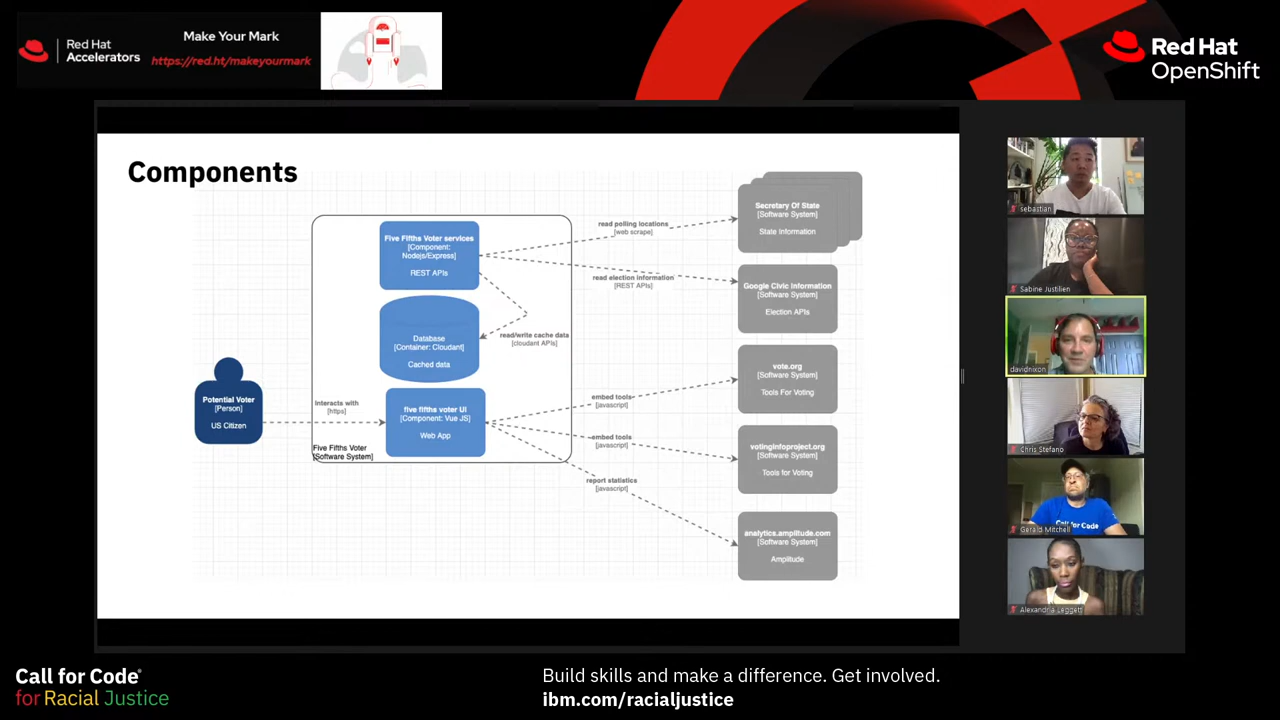 Red Hat
Accelerators
Make Your Mark
https://red.ht/makeyourmark
Red Hat
OpenShift
Components
Five Fifths Voter services
[Component:
Nodejs/Express]
REST APIs
Database
[Container: Cloudant]
Cached data
Potential Voter
[Person]
US Citizen
Interacts with
[https]
five fifths voter UI
[Component: Vue JS]
Web App
Five Fifths Voter
[Software System]
read polling locations
[web scrape]
read election information
[REST APIs]
read/write cache data
[cloudant APIs]
embed tools
[javascript]
embed tools
[javascript]
report statistics
[javascript]
Secretary Of State
[Software System]
State Information
Google Civic Information
[Software System]
Election APIs
vote.org
[Software System]
Tools For Voting
votinginfoproject.org
[Software System]
Tools for Voting
analytics.amplitude.com
[Software System]
Amplitude
sebastian
Sabine Justilien
davidnixon
Chris Stefano
Call for Code
Gerald Mitchell
Alexandria Leggett
Call for Code®
for Racial Justice
Build skills and make a difference. Get involved.
ibm.com/racialjustice